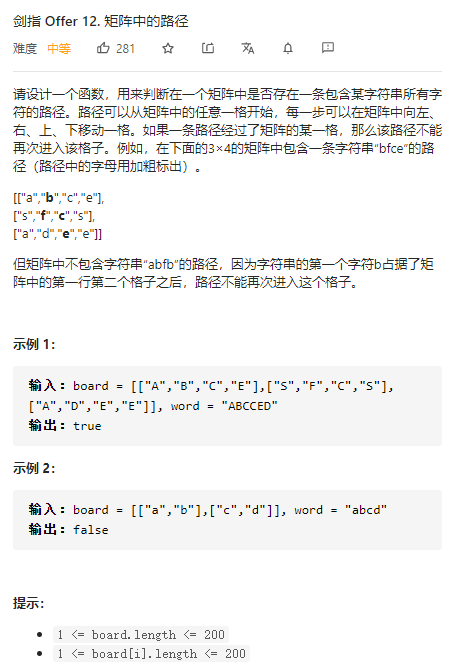 剑指 Offer 12. 矩阵中的路径
难度 中等 281
请设计一个函数，用来判断在一个矩阵中是否存在一条包含某字符串所有字
符的路径。路径可以从矩阵中的任意一格开始，每一步可以在矩阵中向左、
右、上、下移动一格。如果一条路径经过了矩阵的某一格，那么该路径不能
再次进入该格子。例如，在下面的3×4的矩阵中包含一条字符串“bfce”的路
径（路径中的字母用加粗标出）。
[["a","b","c","e"],
["s","f","c","s"],
["a","d","e","e"]]
但矩阵中不包含字符串“abfb”的路径，因为字符串的第一个字符b占据了矩
阵中的第一行第二个格子之后，路径不能再次进入这个格子。
示例 1：
输入：board = [["A","B","C","E"],["S","F","C","S"],
["A","D","E","E"]], word = "ABCCED"
输出：true
示例 2：
输入：board = [["a","b"],["c","d"]], word = "abcd"
输出：false
提示：
1 <= board.length <= 200
1 <= board[i].length <= 200